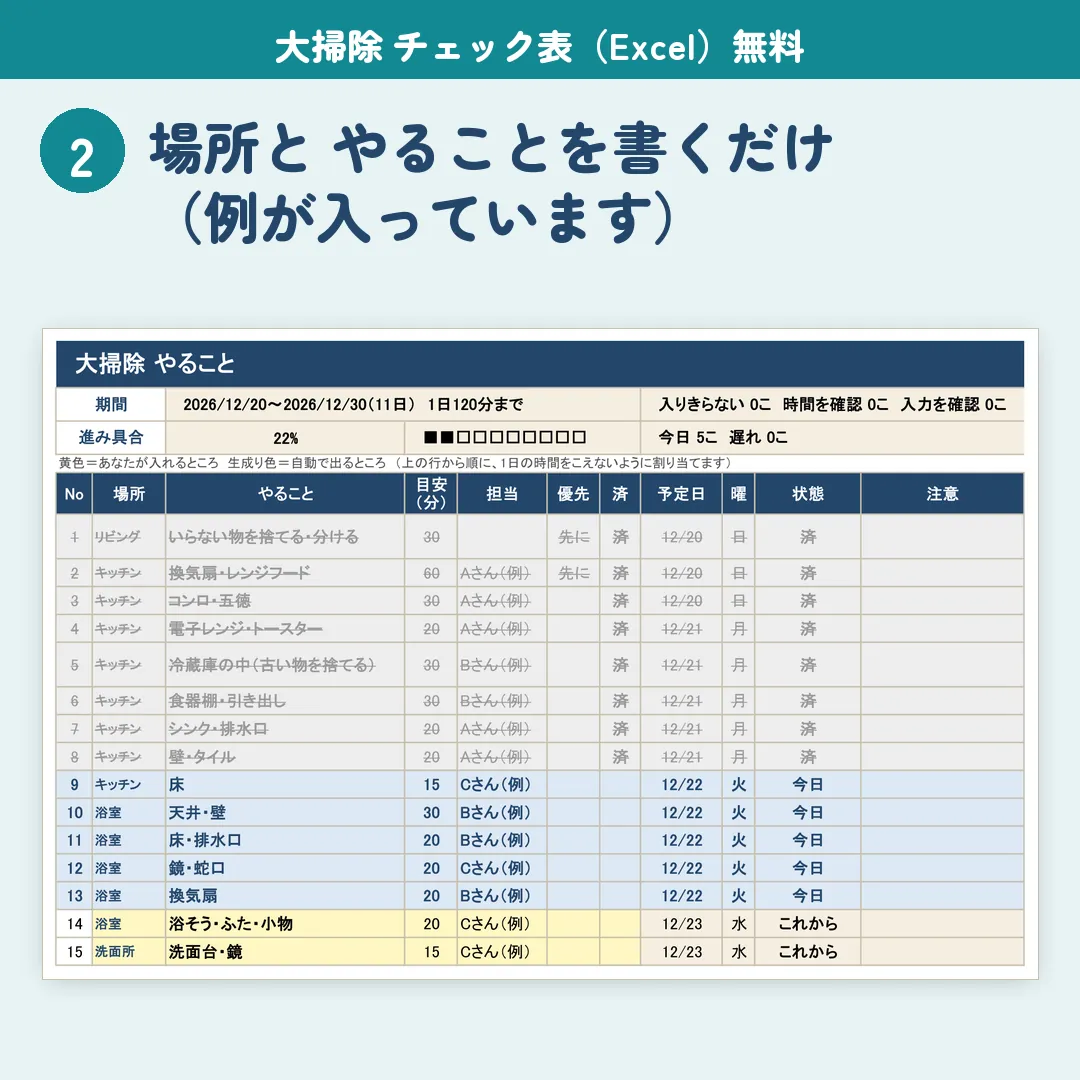 大掃除 チェック表（Excel）無料
2 場所と やることを書くだけ
（例が入っています）
大掃除 やること
期間 2026/12/20～2026/12/30(11日) 1日120分まで 入りきらない 0こ 時間を確認 0こ 入力を確認 0こ
進み具合 22% ■■□□□□□□□□ 今日 5こ 遅れ 0こ
黄色＝あなたが入れるところ 生成り色＝自動で出るところ （上の行から順に、1日の時間をこえないように割り当てます）
No 場所 やること 目安(分) 担当 優先 済 予定日 曜 状態 注意
1 リビング いらない物を捨てる・分ける 30 先に 済 12/20 日 済
2 キッチン 換気扇・レンジフード 60 Aさん(例) 先に 済 12/20 日 済
3 キッチン コンロ・五徳 30 Aさん(例) 済 12/20 日 済
4 キッチン 電子レンジ・トースター 20 Aさん(例) 済 12/21 月 済
5 キッチン 冷蔵庫の中(古い物を捨てる) 30 Bさん(例) 済 12/21 月 済
6 キッチン 食器棚・引き出し 30 Bさん(例) 済 12/21 月 済
7 キッチン シンク・排水口 20 Aさん(例) 済 12/21 月 済
8 キッチン 壁・タイル 20 Aさん(例) 済 12/21 月 済
9 キッチン 床 15 Cさん(例) 12/22 火 今日
10 浴室 天井・壁 30 Bさん(例) 12/22 火 今日
11 浴室 床・排水口 20 Bさん(例) 12/22 火 今日
12 浴室 鏡・蛇口 20 Cさん(例) 12/22 火 今日
13 浴室 換気扇 20 Bさん(例) 12/22 火 今日
14 浴室 浴そう・ふた・小物 20 Cさん(例) 12/23 水 これから
15 洗面所 洗面台・鏡 15 Cさん(例) 12/23 水 これから